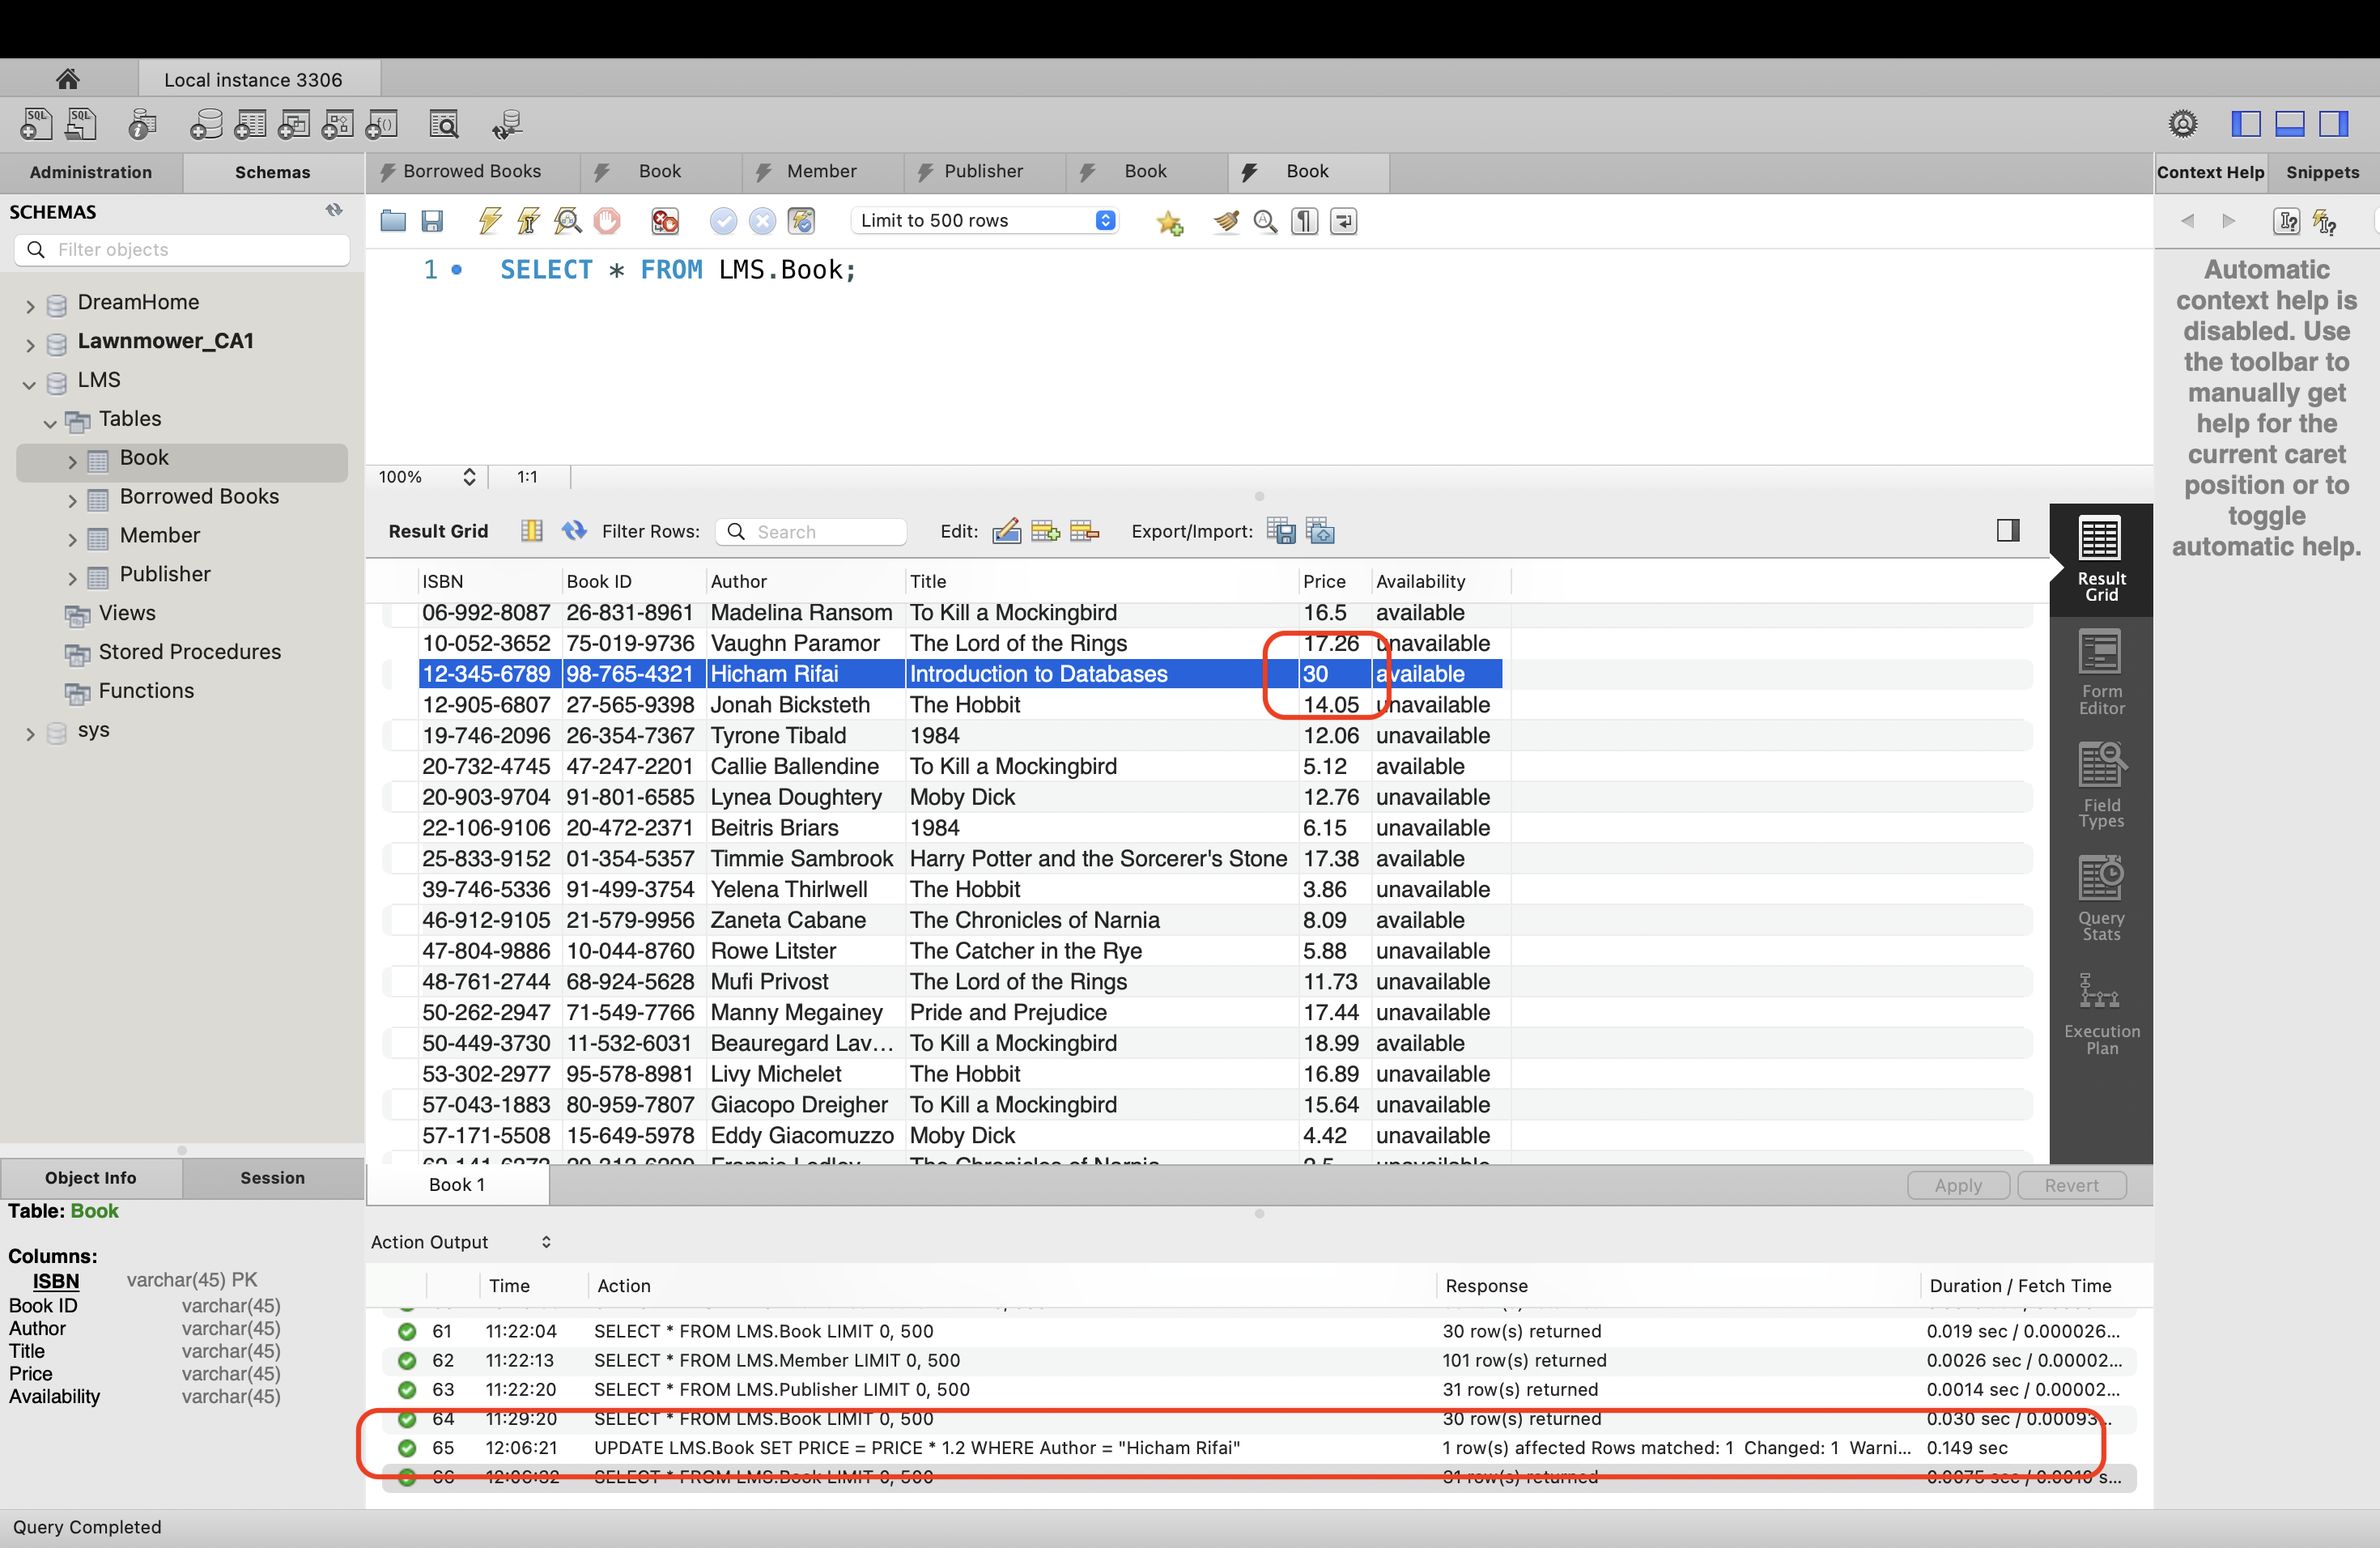 Local instance 3306
Administration Schemas Borrowed Books Book Member Publisher Book Book Context Help Snippets
SCHEMAS
Filter objects
Limit to 500 rows
1 SELECT * FROM LMS.Book;
DreamHome
Lawnmower_CA1
LMS
Tables
Book
Borrowed Books
Member
Publisher
Views
Stored Procedures
Functions
sys
Automatic
context help is
disabled. Use
the toolbar to
manually get
help for the
current caret
position or to
toggle
automatic help.
100% 1:1
Result Grid Filter Rows: Search Edit: Export/Import:
ISBN Book ID Author Title Price Availability
06-992-8087 26-831-8961 Madelina Ransom To Kill a Mockingbird 16.5 available
10-052-3652 75-019-9736 Vaughn Paramor The Lord of the Rings 17.26 unavailable
12-345-6789 98-765-4321 Hicham Rifai Introduction to Databases 30 available
12-905-6807 27-565-9398 Jonah Bicksteth The Hobbit 14.05 unavailable
19-746-2096 26-354-7367 Tyrone Tibald 1984 12.06 unavailable
20-732-4745 47-247-2201 Callie Ballendine To Kill a Mockingbird 5.12 available
20-903-9704 91-801-6585 Lynea Doughtery Moby Dick 12.76 unavailable
22-106-9106 20-472-2371 Beitris Briars 1984 6.15 unavailable
25-833-9152 01-354-5357 Timmie Sambrook Harry Potter and the Sorcerer's Stone 17.38 available
39-746-5336 91-499-3754 Yelena Thirlwell The Hobbit 3.86 unavailable
46-912-9105 21-579-9956 Zaneta Cabane The Chronicles of Narnia 8.09 available
47-804-9886 10-044-8760 Rowe Litster The Catcher in the Rye 5.88 unavailable
48-761-2744 68-924-5628 Mufi Privost The Lord of the Rings 11.73 unavailable
50-262-2947 71-549-7766 Manny Megainey Pride and Prejudice 17.44 unavailable
50-449-3730 11-532-6031 Beauregard Lav... To Kill a Mockingbird 18.99 available
53-302-2977 95-578-8981 Livy Michelet The Hobbit 16.89 unavailable
57-043-1883 80-959-7807 Giacopo Dreigher To Kill a Mockingbird 15.64 unavailable
57-171-5508 15-649-5978 Eddy Giacomuzzo Moby Dick 4.42 unavailable
The Chronicles of Narnia
Result
Grid
Form
Editor
Field
Types
Query
Stats
Execution
Plan
Object Info Session
Book 1 Apply Revert
Table: Book
Columns:
ISBN varchar(45) PK
Book ID varchar(45)
Author varchar(45)
Title varchar(45)
Price varchar(45)
Availability varchar(45)
Action Output
Time Action Response Duration / Fetch Time
61 11:22:04 SELECT * FROM LMS.Book LIMIT 0, 500 30 row(s) returned 0.019 sec / 0.000026...
62 11:22:13 SELECT * FROM LMS.Member LIMIT 0, 500 101 row(s) returned 0.0026 sec / 0.00002...
63 11:22:20 SELECT * FROM LMS.Publisher LIMIT 0, 500 31 row(s) returned 0.0014 sec / 0.00002...
64 11:29:20 SELECT * FROM LMS.Book LIMIT 0, 500 30 row(s) returned 0.030 sec / 0.00093...
65 12:06:21 UPDATE LMS.Book SET PRICE = PRICE * 1.2 WHERE Author = "Hicham Rifai" 1 row(s) affected Rows matched: 1 Changed: 1 Warni... 0.149 sec
66 12:06:32 SELECT * FROM LMS.Book LIMIT 0, 500 31 row(s) returned 0.0075 sec / 0.0010 s...
Query Completed